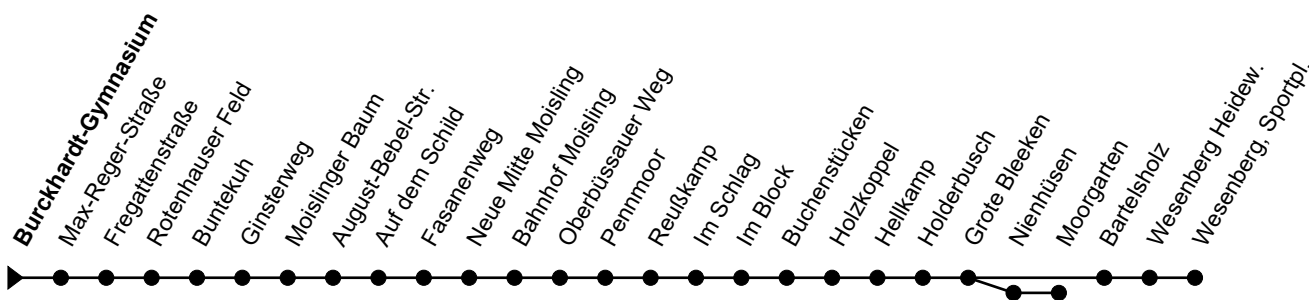 Burckhardt-Gymnasium
Max-Reger-Straße
Fregattenstraße
Rotenhauser Feld
Buntekuh
Ginsterweg
Moislinger Baum
August-Bebel-Str.
Auf dem Schild
Fasanenweg
Neue Mitte Moisling
Bahnhof Moisling
Oberbüssauer Weg
Pennmoor
Reußkamp
Im Schlag
Im Block
Buchenstücken
Holzkoppel
Hellkamp
Holderbusch
Grote Bleeken
Nienhüsen
Moorgarten
Bartelsholz
Wesenberg Heidew.
Wesenberg, Sportpl.